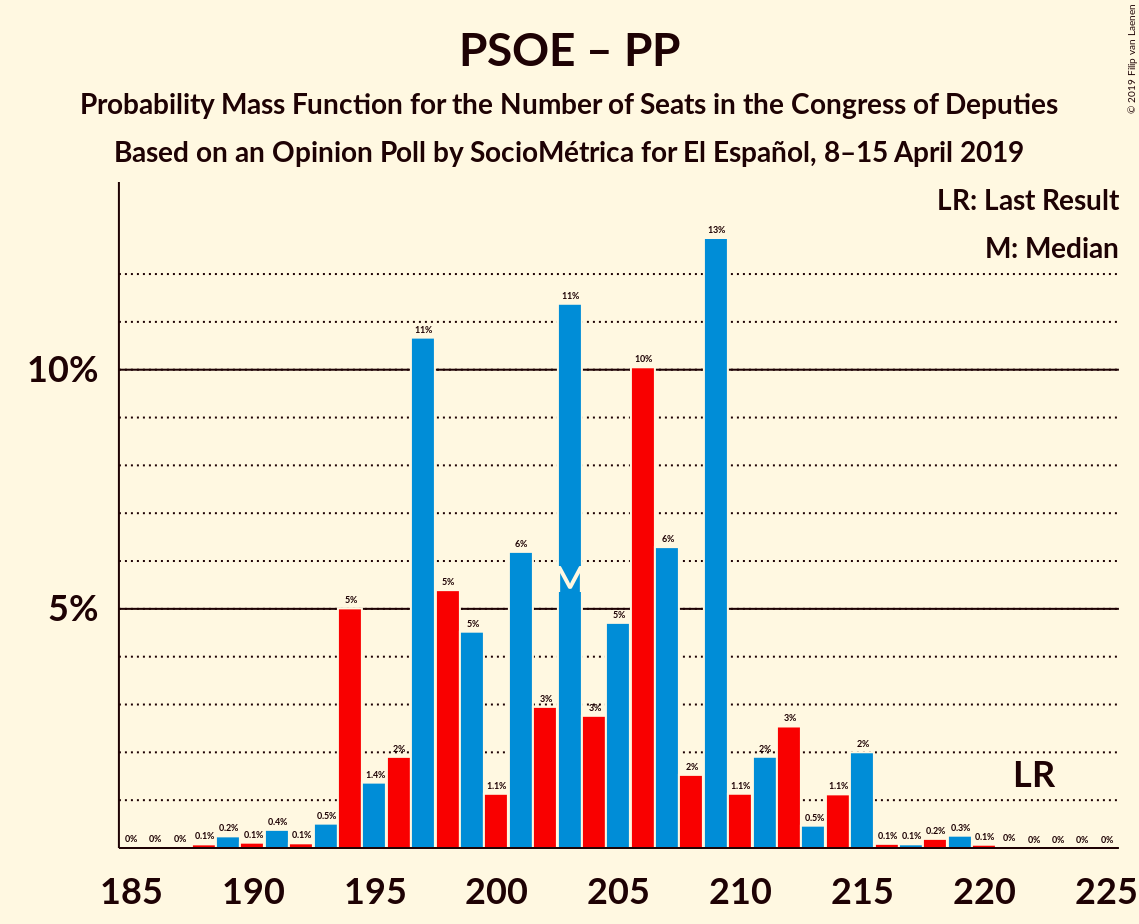 PSOE – PP
Probability Mass Function for the Number of Seats in the Congress of Deputies
Based on an Opinion Poll by SocioMétrica for El Español, 8–15 April 2019
© 2019 Filip van Laenen
LR: Last Result
M: Median
10%
5%
0% 0% 0% 0.1% 0.2% 0.1% 0.4% 0.1% 0.5% 5% 1.4% 2% 11% 5% 5% 1.1% 6% 3% 11% 3% 5% 10% 6% 2% 13% 1.1% 2% 3% 0.5% 1.1% 2% 0.1% 0.1% 0.2% 0.3% 0.1% 0% 0% 0% 0% 0%
M
LR
185 190 195 200 205 210 215 220 225